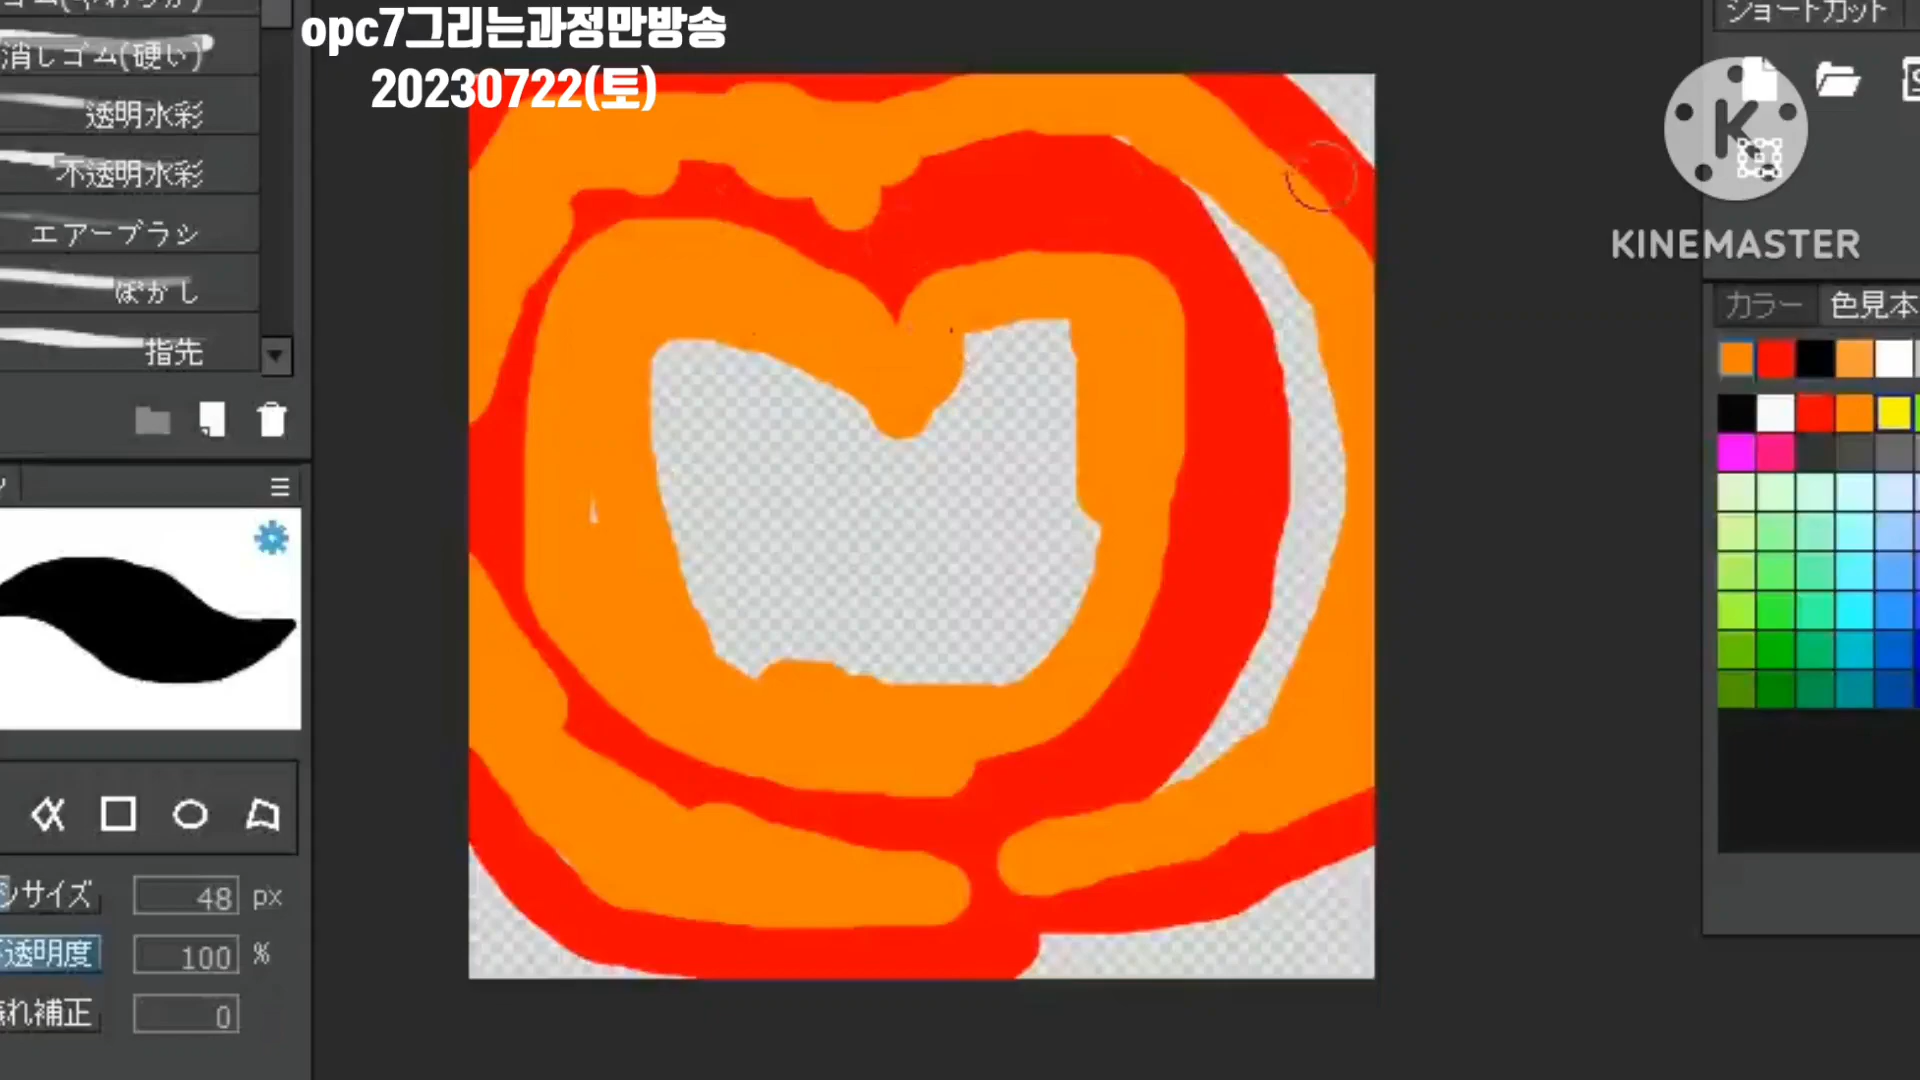 opc7그리는과정만방송
20230722(토)
消しゴム(硬い)
透明水彩
不透明水彩
エアーブラシ
ぼかし
指先
サイズ 48 px
不透明度 100 %
補正 0
ショートカット
K
KINEMASTER
カラー 色見本